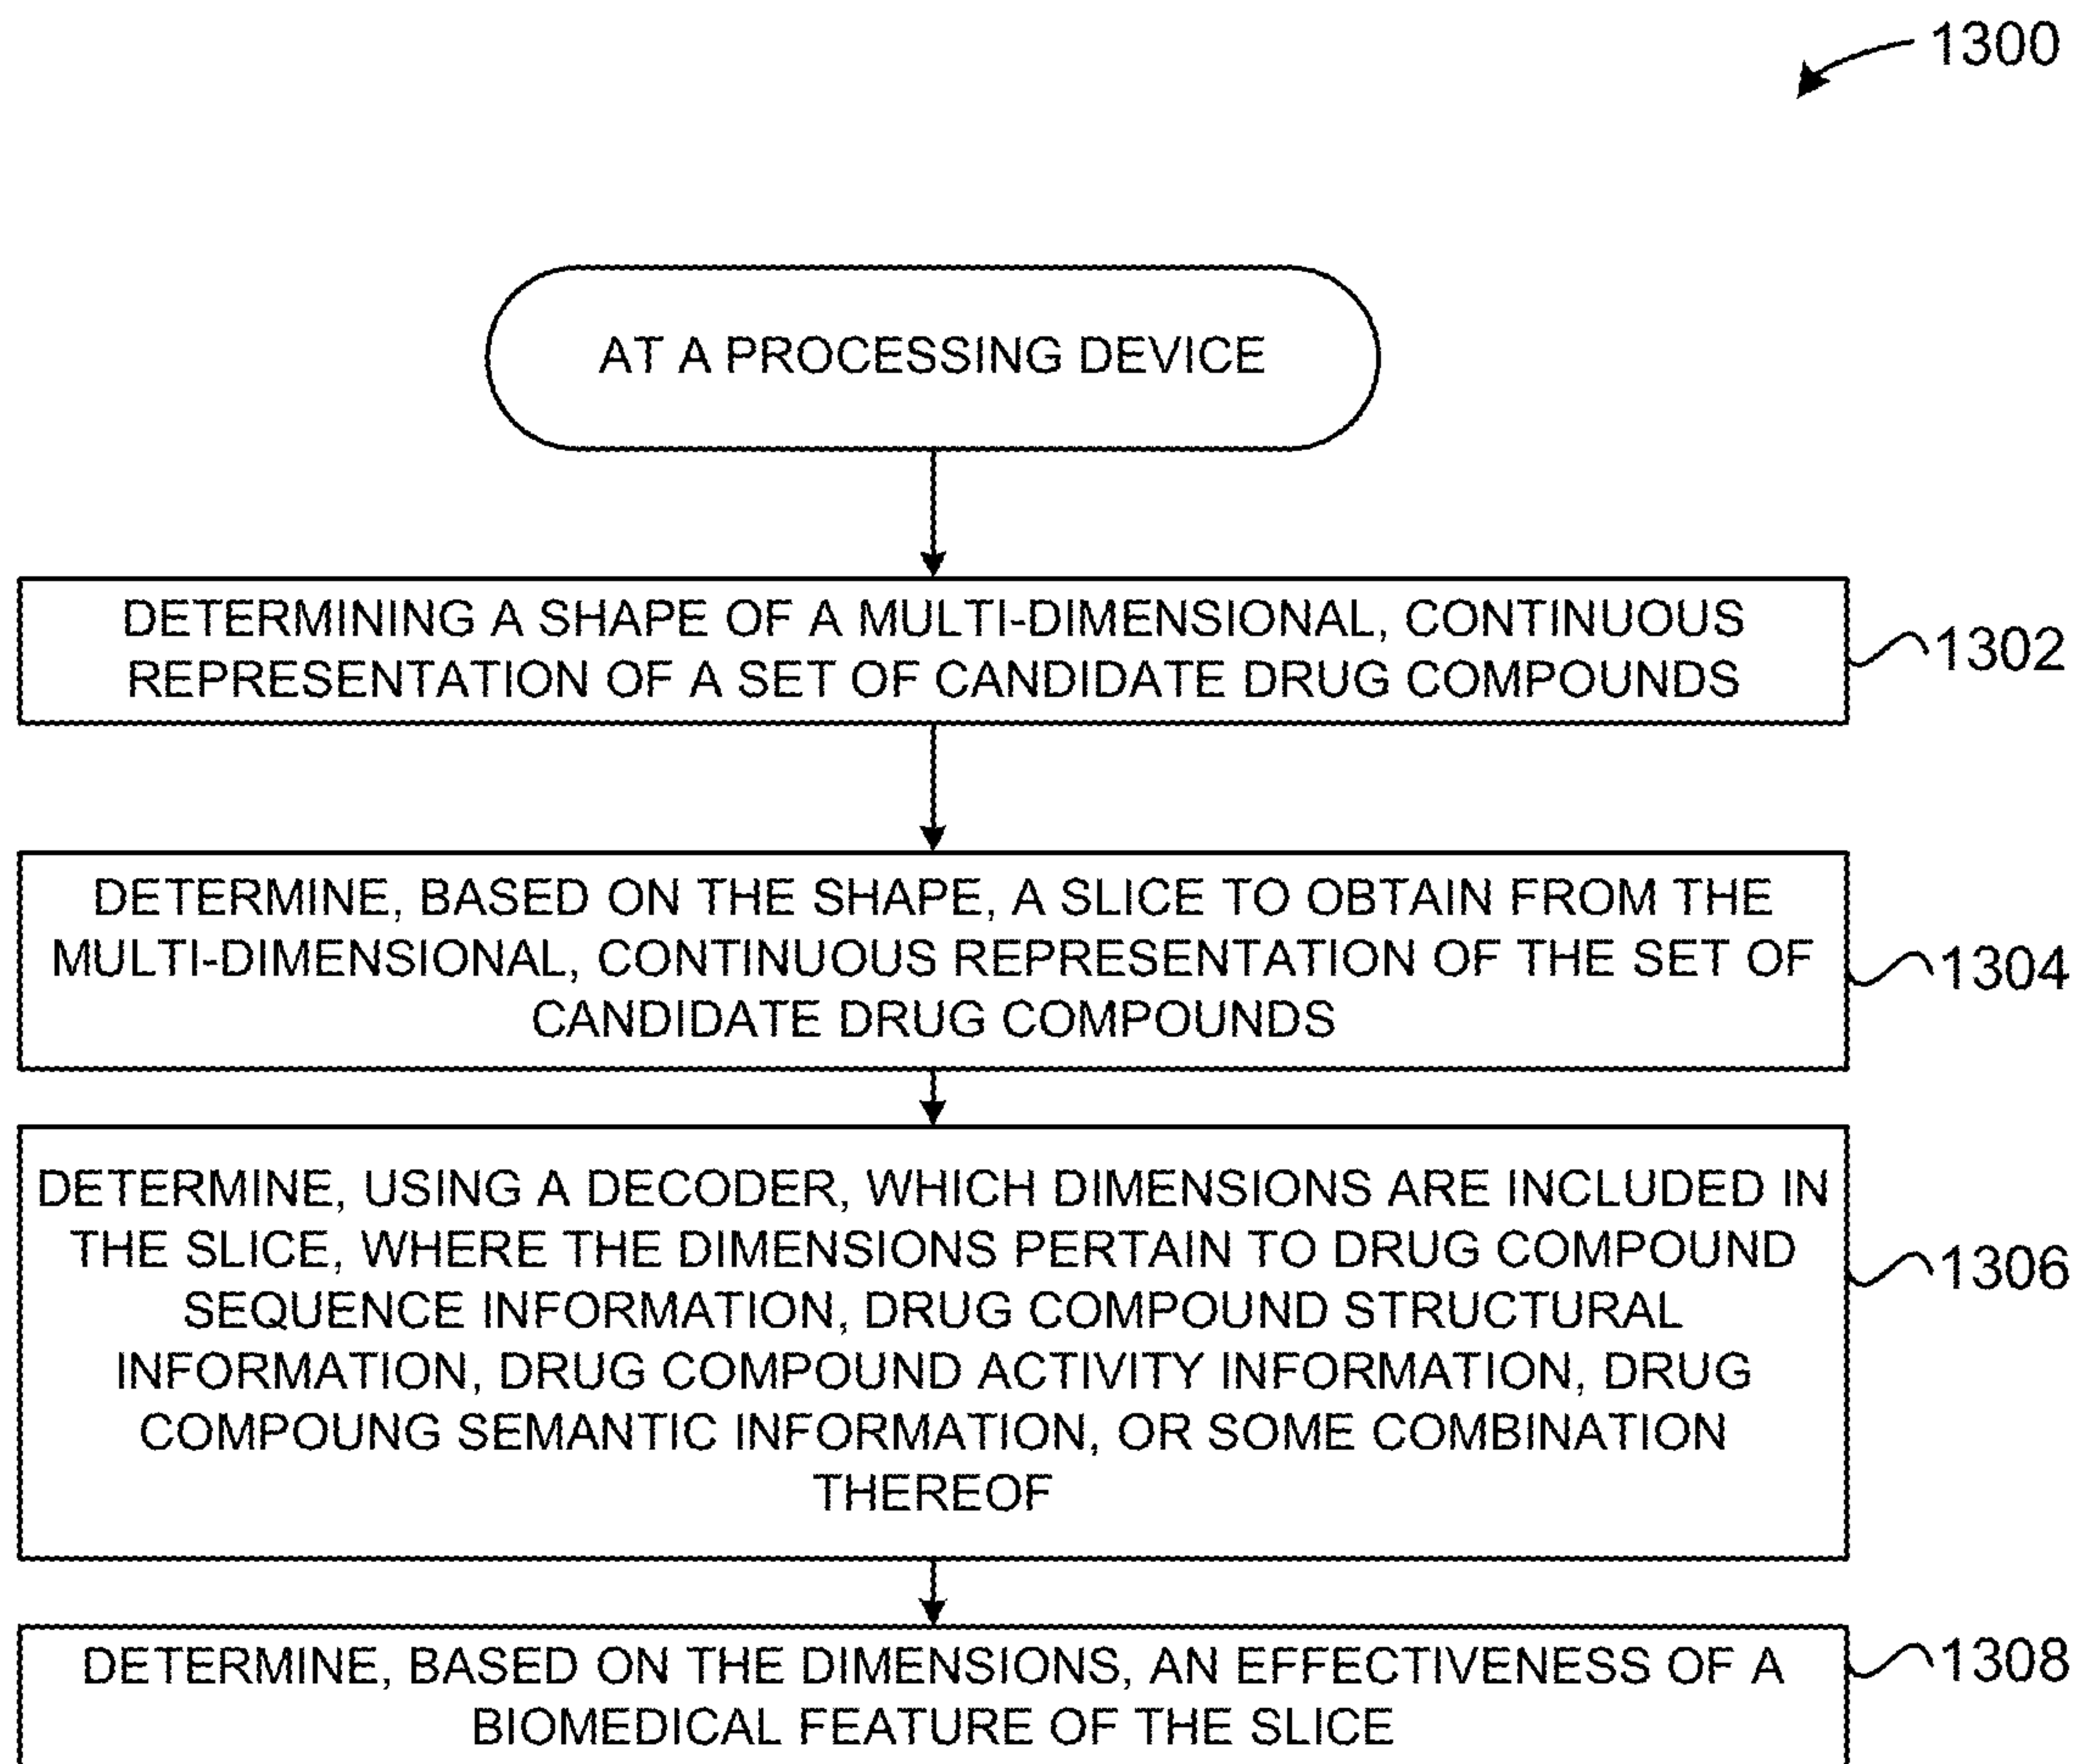 1300
AT A PROCESSING DEVICE
DETERMINING A SHAPE OF A MULTI-DIMENSIONAL, CONTINUOUS
REPRESENTATION OF A SET OF CANDIDATE DRUG COMPOUNDS
1302
DETERMINE, BASED ON THE SHAPE, A SLICE TO OBTAIN FROM THE
MULTI-DIMENSIONAL, CONTINUOUS REPRESENTATION OF THE SET OF
CANDIDATE DRUG COMPOUNDS
1304
DETERMINE, USING A DECODER, WHICH DIMENSIONS ARE INCLUDED IN
THE SLICE, WHERE THE DIMENSIONS PERTAIN TO DRUG COMPOUND
SEQUENCE INFORMATION, DRUG COMPOUND STRUCTURAL
INFORMATION, DRUG COMPOUND ACTIVITY INFORMATION, DRUG
COMPOUNG SEMANTIC INFORMATION, OR SOME COMBINATION
THEREOF
1306
DETERMINE, BASED ON THE DIMENSIONS, AN EFFECTIVENESS OF A
BIOMEDICAL FEATURE OF THE SLICE
1308